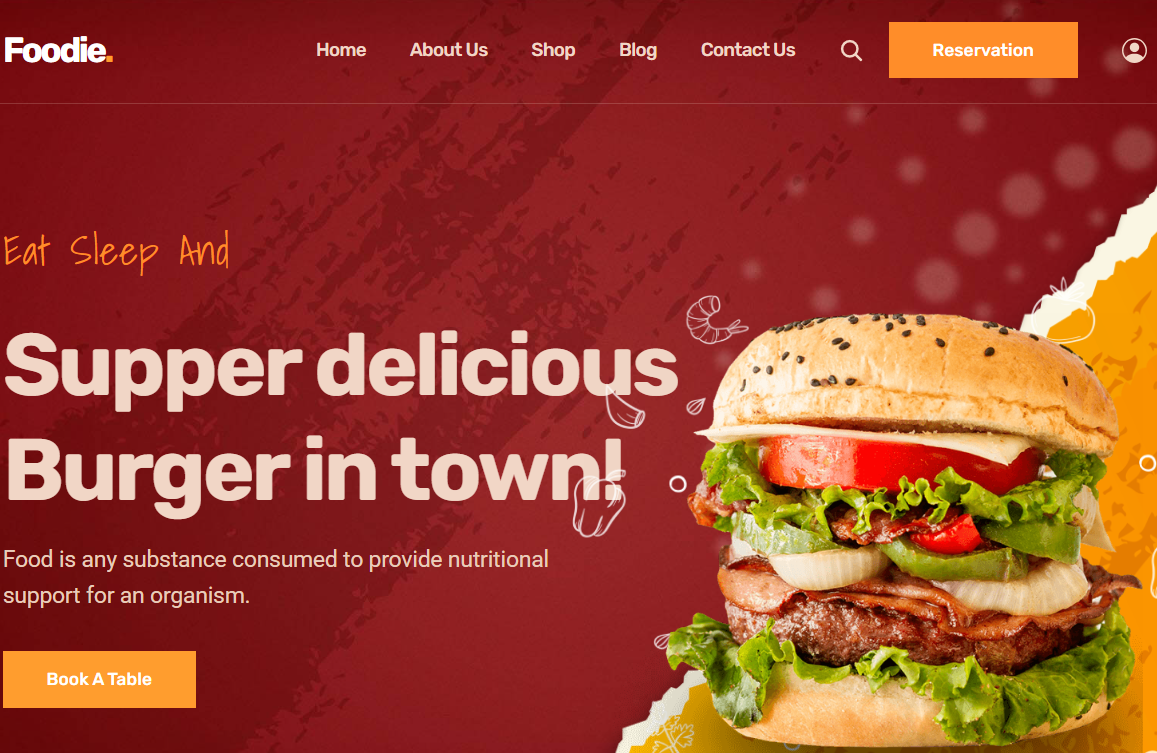 Foodie.
Home About Us Shop Blog Contact Us Reservation
Eat Sleep And
Supper delicious
Burger in town!
Food is any substance consumed to provide nutritional
support for an organism.
Book A Table